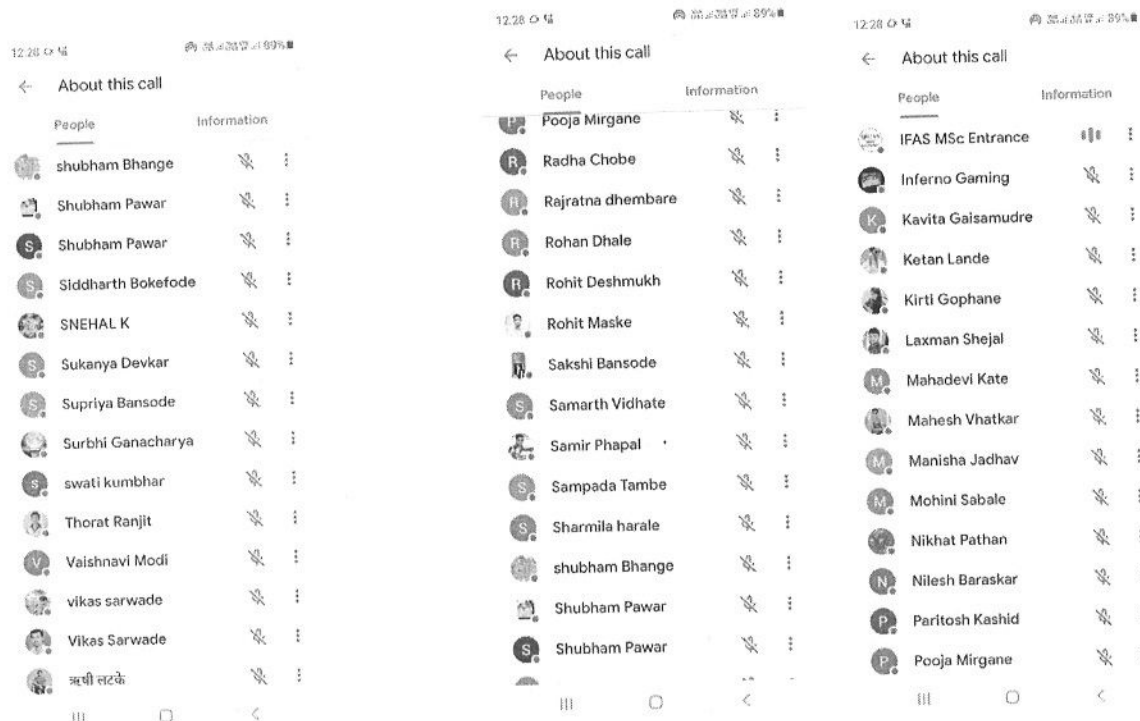 12:28
89%
About this call
People
Information
shubham Bhange
Shubham Pawar
S Shubham Pawar
S Siddharth Bokefode
SNEHAL K
S Sukanya Devkar
S Supriya Bansode
Surbhi Ganacharya
S swati kumbhar
Thorat Ranjit
V Vaishnavi Modi
vikas sarwade
Vikas Sarwade
ऋषी लटके
12:28
89%
About this call
People
Information
P Pooja Mirgane
R Radha Chobe
R Rajratna dhembare
R Rohan Dhale
R Rohit Deshmukh
Rohit Maske
Sakshi Bansode
S Samarth Vidhate
Samir Phapal
S Sampada Tambe
S Sharmila harale
shubham Bhange
Shubham Pawar
S Shubham Pawar
12:28
89%
About this call
People
Information
IFAS MSc Entrance
Inferno Gaming
K Kavita Gaisamudre
Ketan Lande
Kirti Gophane
Laxman Shejal
M Mahadevi Kate
Mahesh Vhatkar
M Manisha Jadhav
M Mohini Sabale
Nikhat Pathan
N Nilesh Baraskar
P Paritosh Kashid
P Pooja Mirgane